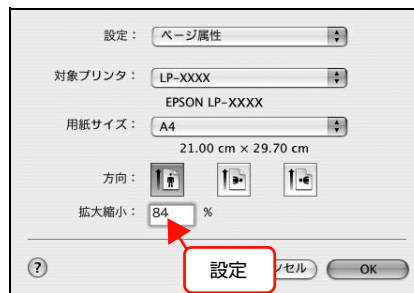 設定： ページ属性
対象プリンタ： LP-XXXX
EPSON LP-XXXX
用紙サイズ： A4
21.00 cm × 29.70 cm
方向：
拡大縮小： 84 %
? 設定 ンセル OK